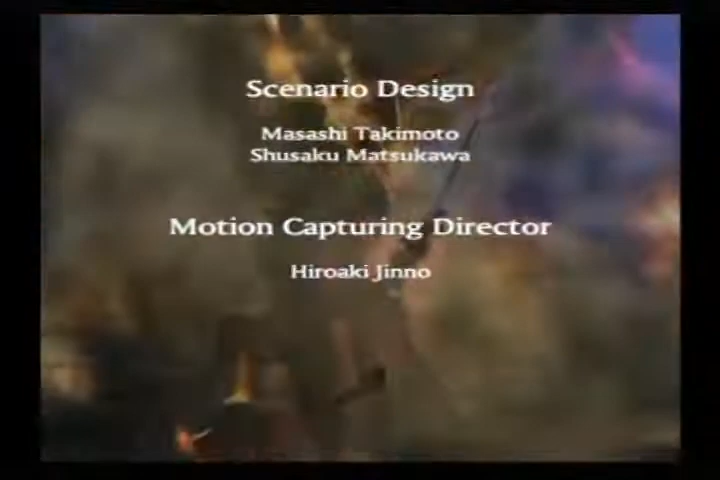 Scenario Design
Masashi Takimoto
Shusaku Matsukawa
Motion Capturing Director
Hiroaki Jinno